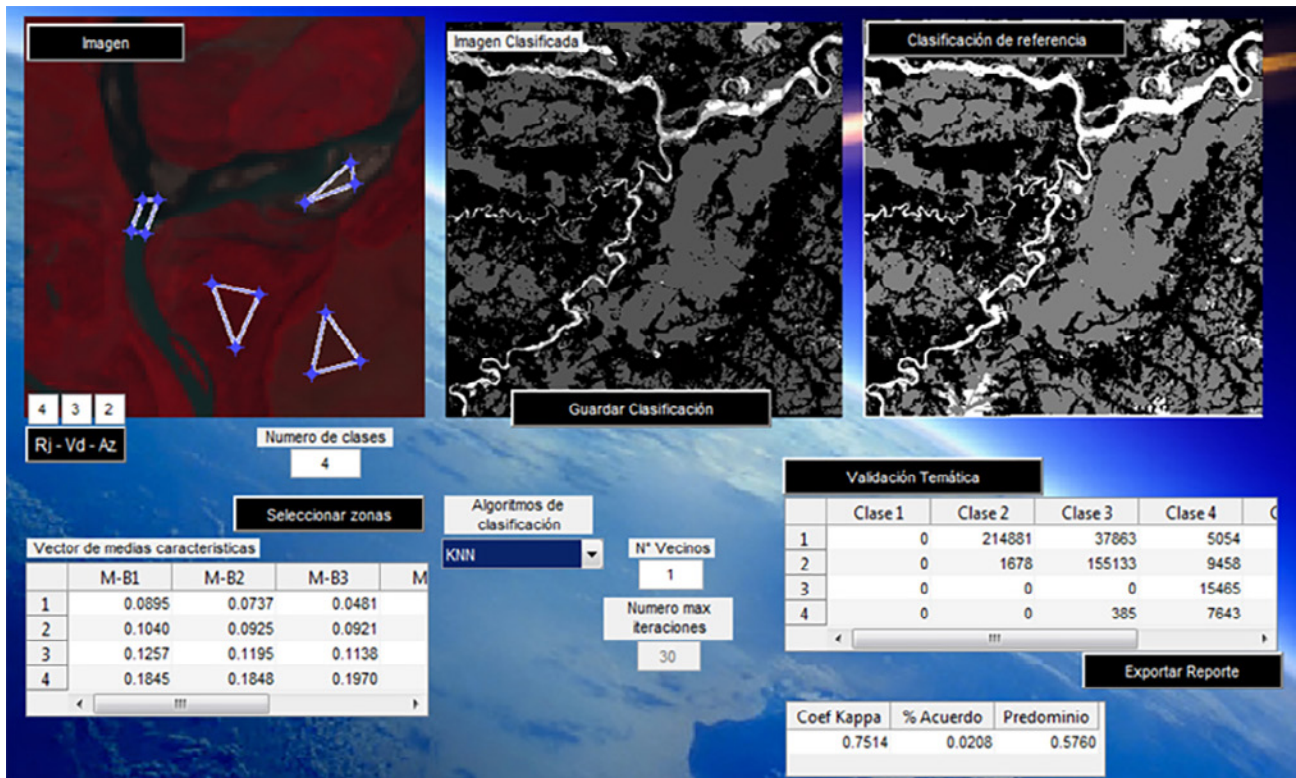 Imagen
Imagen Clasificada
Clasificación de referencia
4 3 2
Rj - Vd - Az
Numero de clases
4
Guardar Clasificación
Seleccionar zonas
Algoritmos de
clasificación
KNN
N° Vecinos
1
Numero max
iteraciones
30
Vector de medias caracteristicas
M-B1 M-B2 M-B3 M
1 0.0895 0.0737 0.0481
2 0.1040 0.0925 0.0921
3 0.1257 0.1195 0.1138
4 0.1845 0.1848 0.1970
Validación Temática
Clase 1 Clase 2 Clase 3 Clase 4 C
1 0 214881 37863 5054
2 0 1678 155133 9458
3 0 0 0 15465
4 0 0 385 7643
Exportar Reporte
Coef Kappa % Acuerdo Predominio
0.7514 0.0208 0.5760